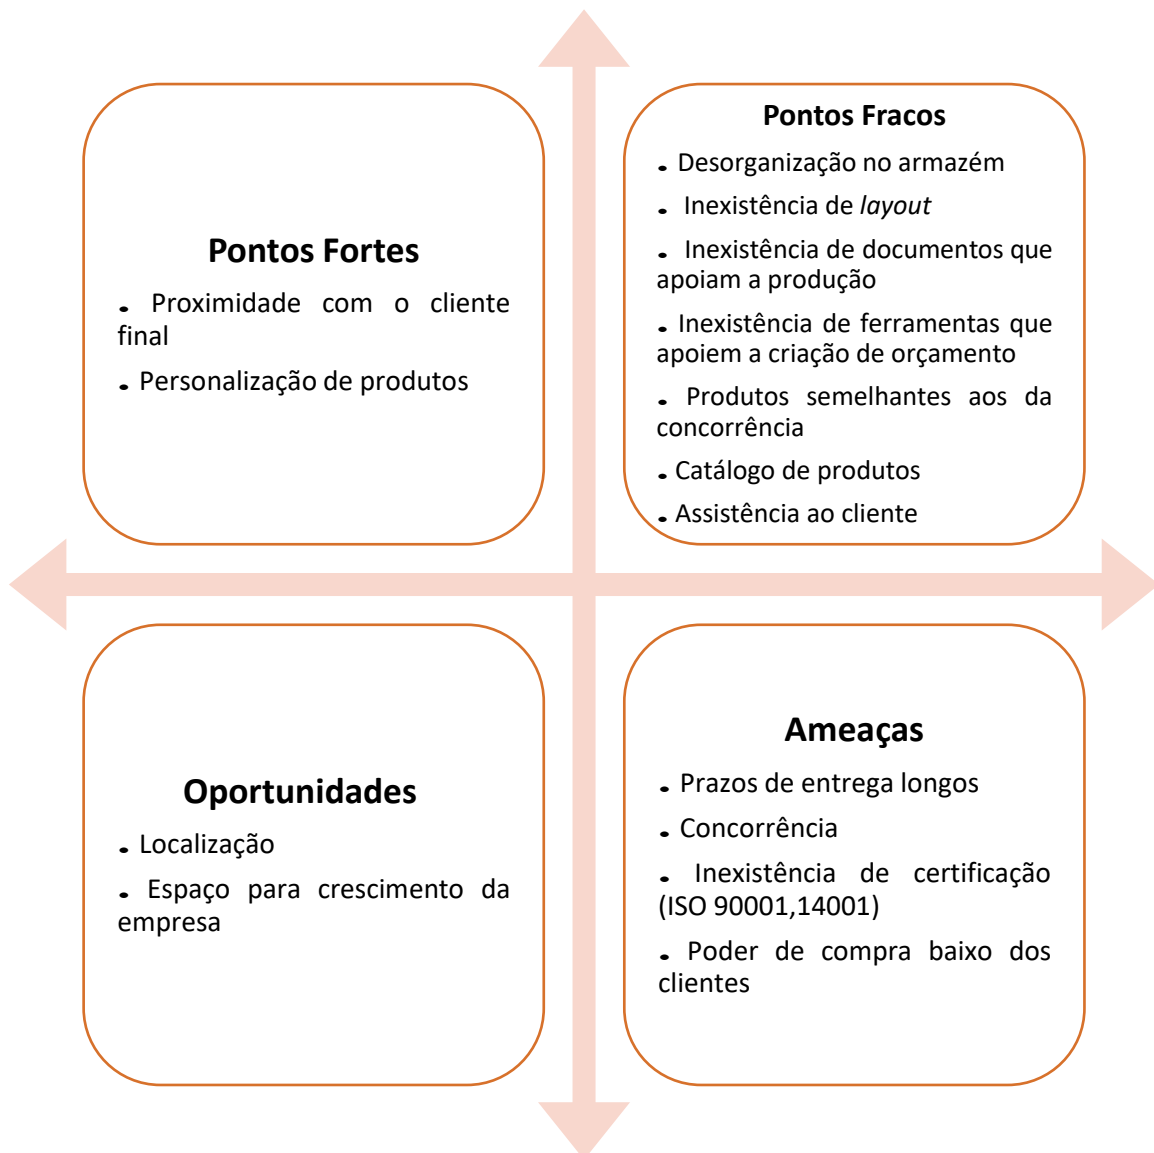 Pontos Fortes
. Proximidade com o cliente
final
. Personalização de produtos
Pontos Fracos
. Desorganização no armazém
. Inexistência de layout
. Inexistência de documentos que
apoiam a produção
. Inexistência de ferramentas que
apoiem a criação de orçamento
. Produtos semelhantes aos da
concorrência
. Catálogo de produtos
. Assistência ao cliente
Oportunidades
. Localização
. Espaço para crescimento da
empresa
Ameaças
. Prazos de entrega longos
. Concorrência
. Inexistência de certificação
(ISO 90001,14001)
. Poder de compra baixo dos
clientes